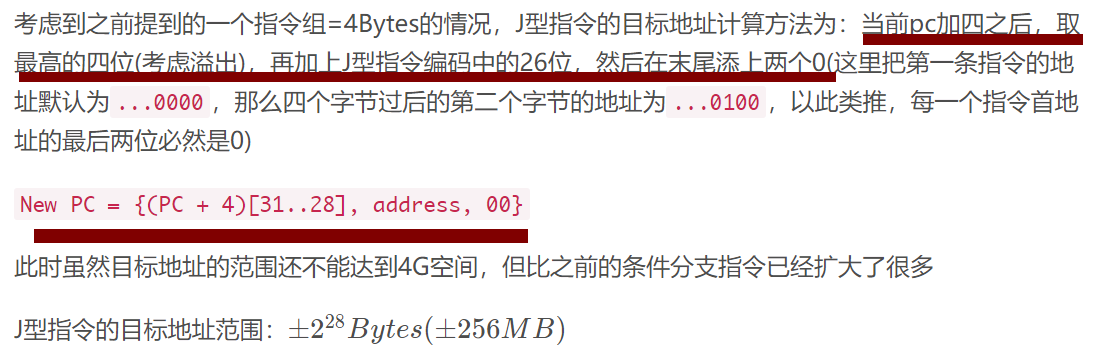 考虑到之前提到的一个指令组=4Bytes的情况，J型指令的目标地址计算方法为：当前pc加四之后，取
最高的四位(考虑溢出)，再加上J型指令编码中的26位，然后在末尾添上两个0(这里把第一条指令的地
址默认为 ...0000 ，那么四个字节过后的第二个字节的地址为 ...0100 ，以此类推，每一个指令首地
址的最后两位必然是0)
New PC = {(PC + 4)[31..28], address, 00}
此时虽然目标地址的范围还不能达到4G空间，但比之前的条件分支指令已经扩大了很多
J型指令的目标地址范围：±2^28 Bytes(±256MB)